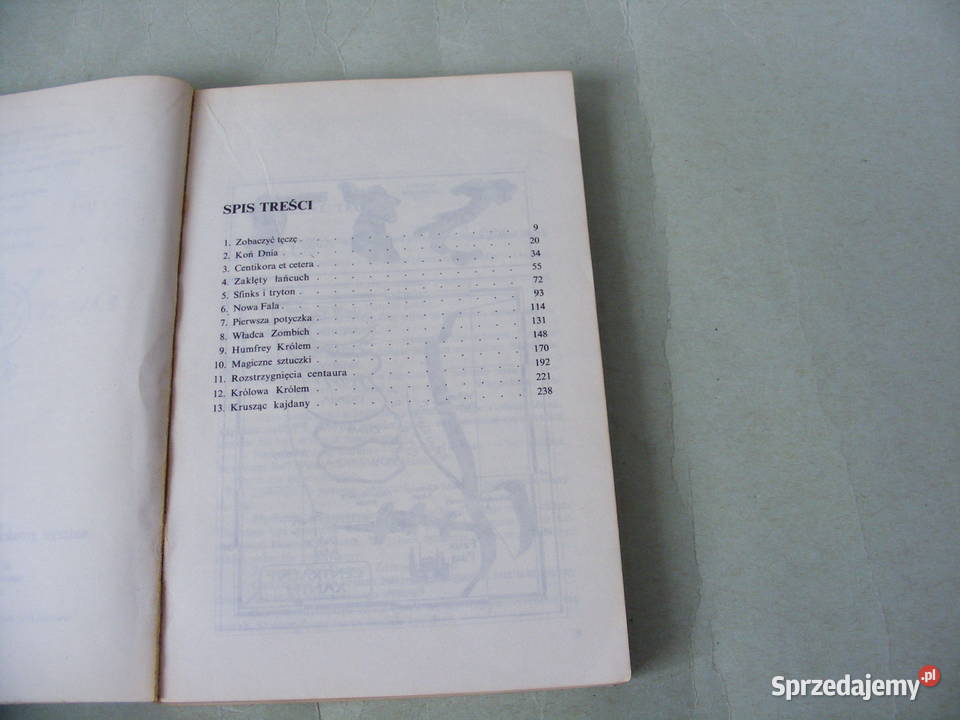 SPIS TREŚCI
1. Zobaczyć tęczę . . . . . . . . . . . . 9
2. Koń Dnia . . . . . . . . . . . . 20
3. Centikora et cetera . . . . . . . . . . . . 34
4. Zaklęty łańcuch . . . . . . . . . . . . 55
5. Sfinks i tryton . . . . . . . . . . . . 72
6. Nowa Fala . . . . . . . . . . . . 93
7. Pierwsza potyczka . . . . . . . . . . . . 114
8. Władca Zombich . . . . . . . . . . . . 131
9. Humfrey Królem . . . . . . . . . . . . 148
10. Magiczne sztuczki . . . . . . . . . . . . 170
11. Rozstrzygnięcia centaura . . . . . . . . . . . . 192
12. Królowa Królem . . . . . . . . . . . . 221
13. Krusząc kajdany . . . . . . . . . . . . 238
Sprzedajemy.pl